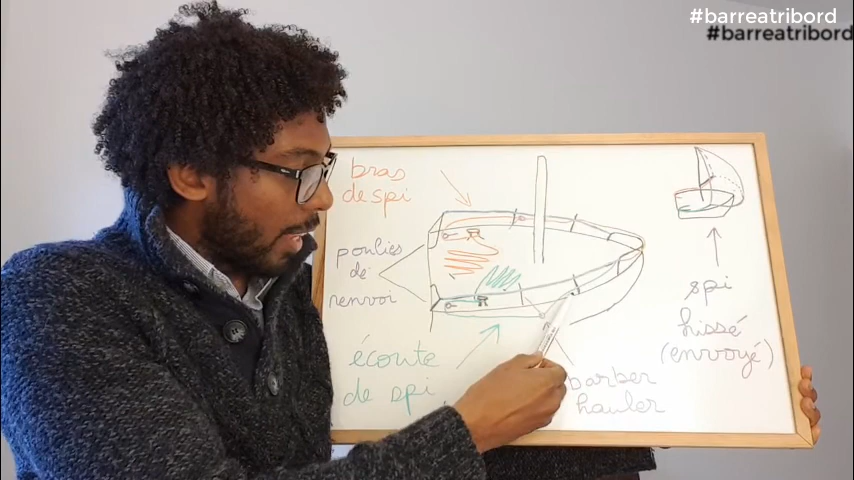 #barreatribord
#barreatribord
bras
de spi
poulies
de
renvoi
écoute
de spi
barber
hauler
spi
hissé
(envoyé)